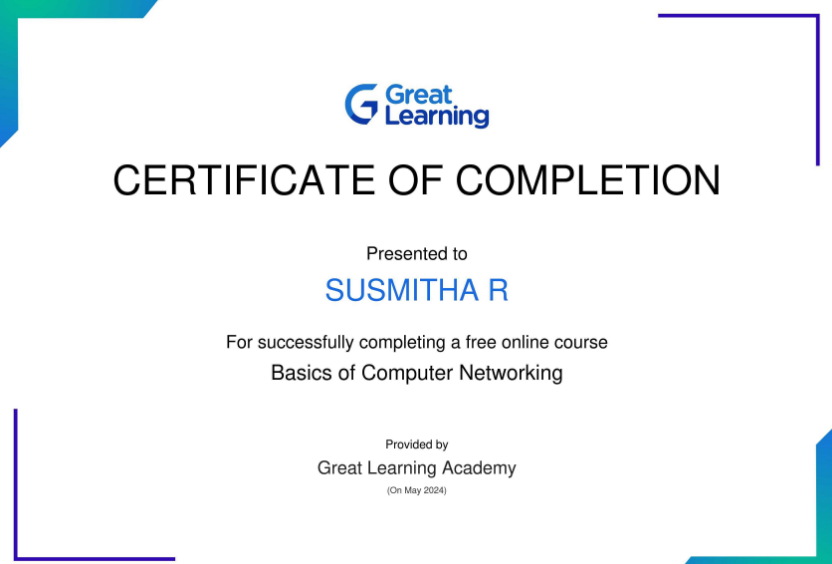 Great
Learning
CERTIFICATE OF COMPLETION
Presented to
SUSMITHA R
For successfully completing a free online course
Basics of Computer Networking
Provided by
Great Learning Academy
(On May 2024)